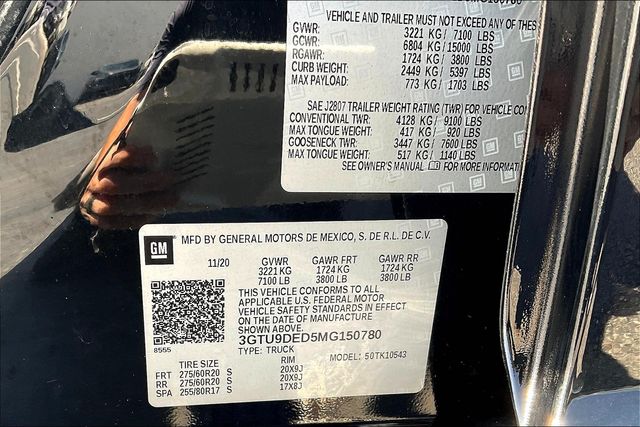 VEHICLE AND TRAILER MUST NOT EXCEED ANY OF THES
GVWR: 3221 KG/ 7100 LBS
GCWR: 6804 KG/ 15000 LBS
RGAWR: 1724 KG/ 3800 LBS
CURB WEIGHT: 2449 KG/ 5397 LBS
MAX PAYLOAD: 773 KG/ 1703 LBS
SAE J2807 TRAILER WEIGHT RATING (TWR) FOR VEHICLE CO
CONVENTIONAL TWR: 4128 KG/ 9100 LBS
MAX TONGUE WEIGHT: 417 KG/ 920 LBS
GOOSENECK TWR: 3447 KG/ 7600 LBS
MAX TONGUE WEIGHT: 517 KG/ 1140 LBS
SEE OWNER'S MANUAL FOR MORE INFORMAT
GM MFD BY GENERAL MOTORS DE MEXICO, S. DE R.L. DE C.V.
11/20 GVWR GAWR FRT GAWR RR
3221 KG 1724 KG 1724 KG
7100 LB 3800 LB 3800 LB
THIS VEHICLE CONFORMS TO ALL
APPLICABLE U.S. FEDERAL MOTOR
VEHICLE SAFETY STANDARDS IN EFFECT
ON THE DATE OF MANUFACTURE
SHOWN ABOVE.
3GTU9DED5MG150780
8555
TYPE: TRUCK MODEL: 50TK10543
TIRE SIZE RIM
FRT 275/60R20 S 20X9J
RR 275/60R20 S 20X9J
SPA 255/80R17 S 17X8J